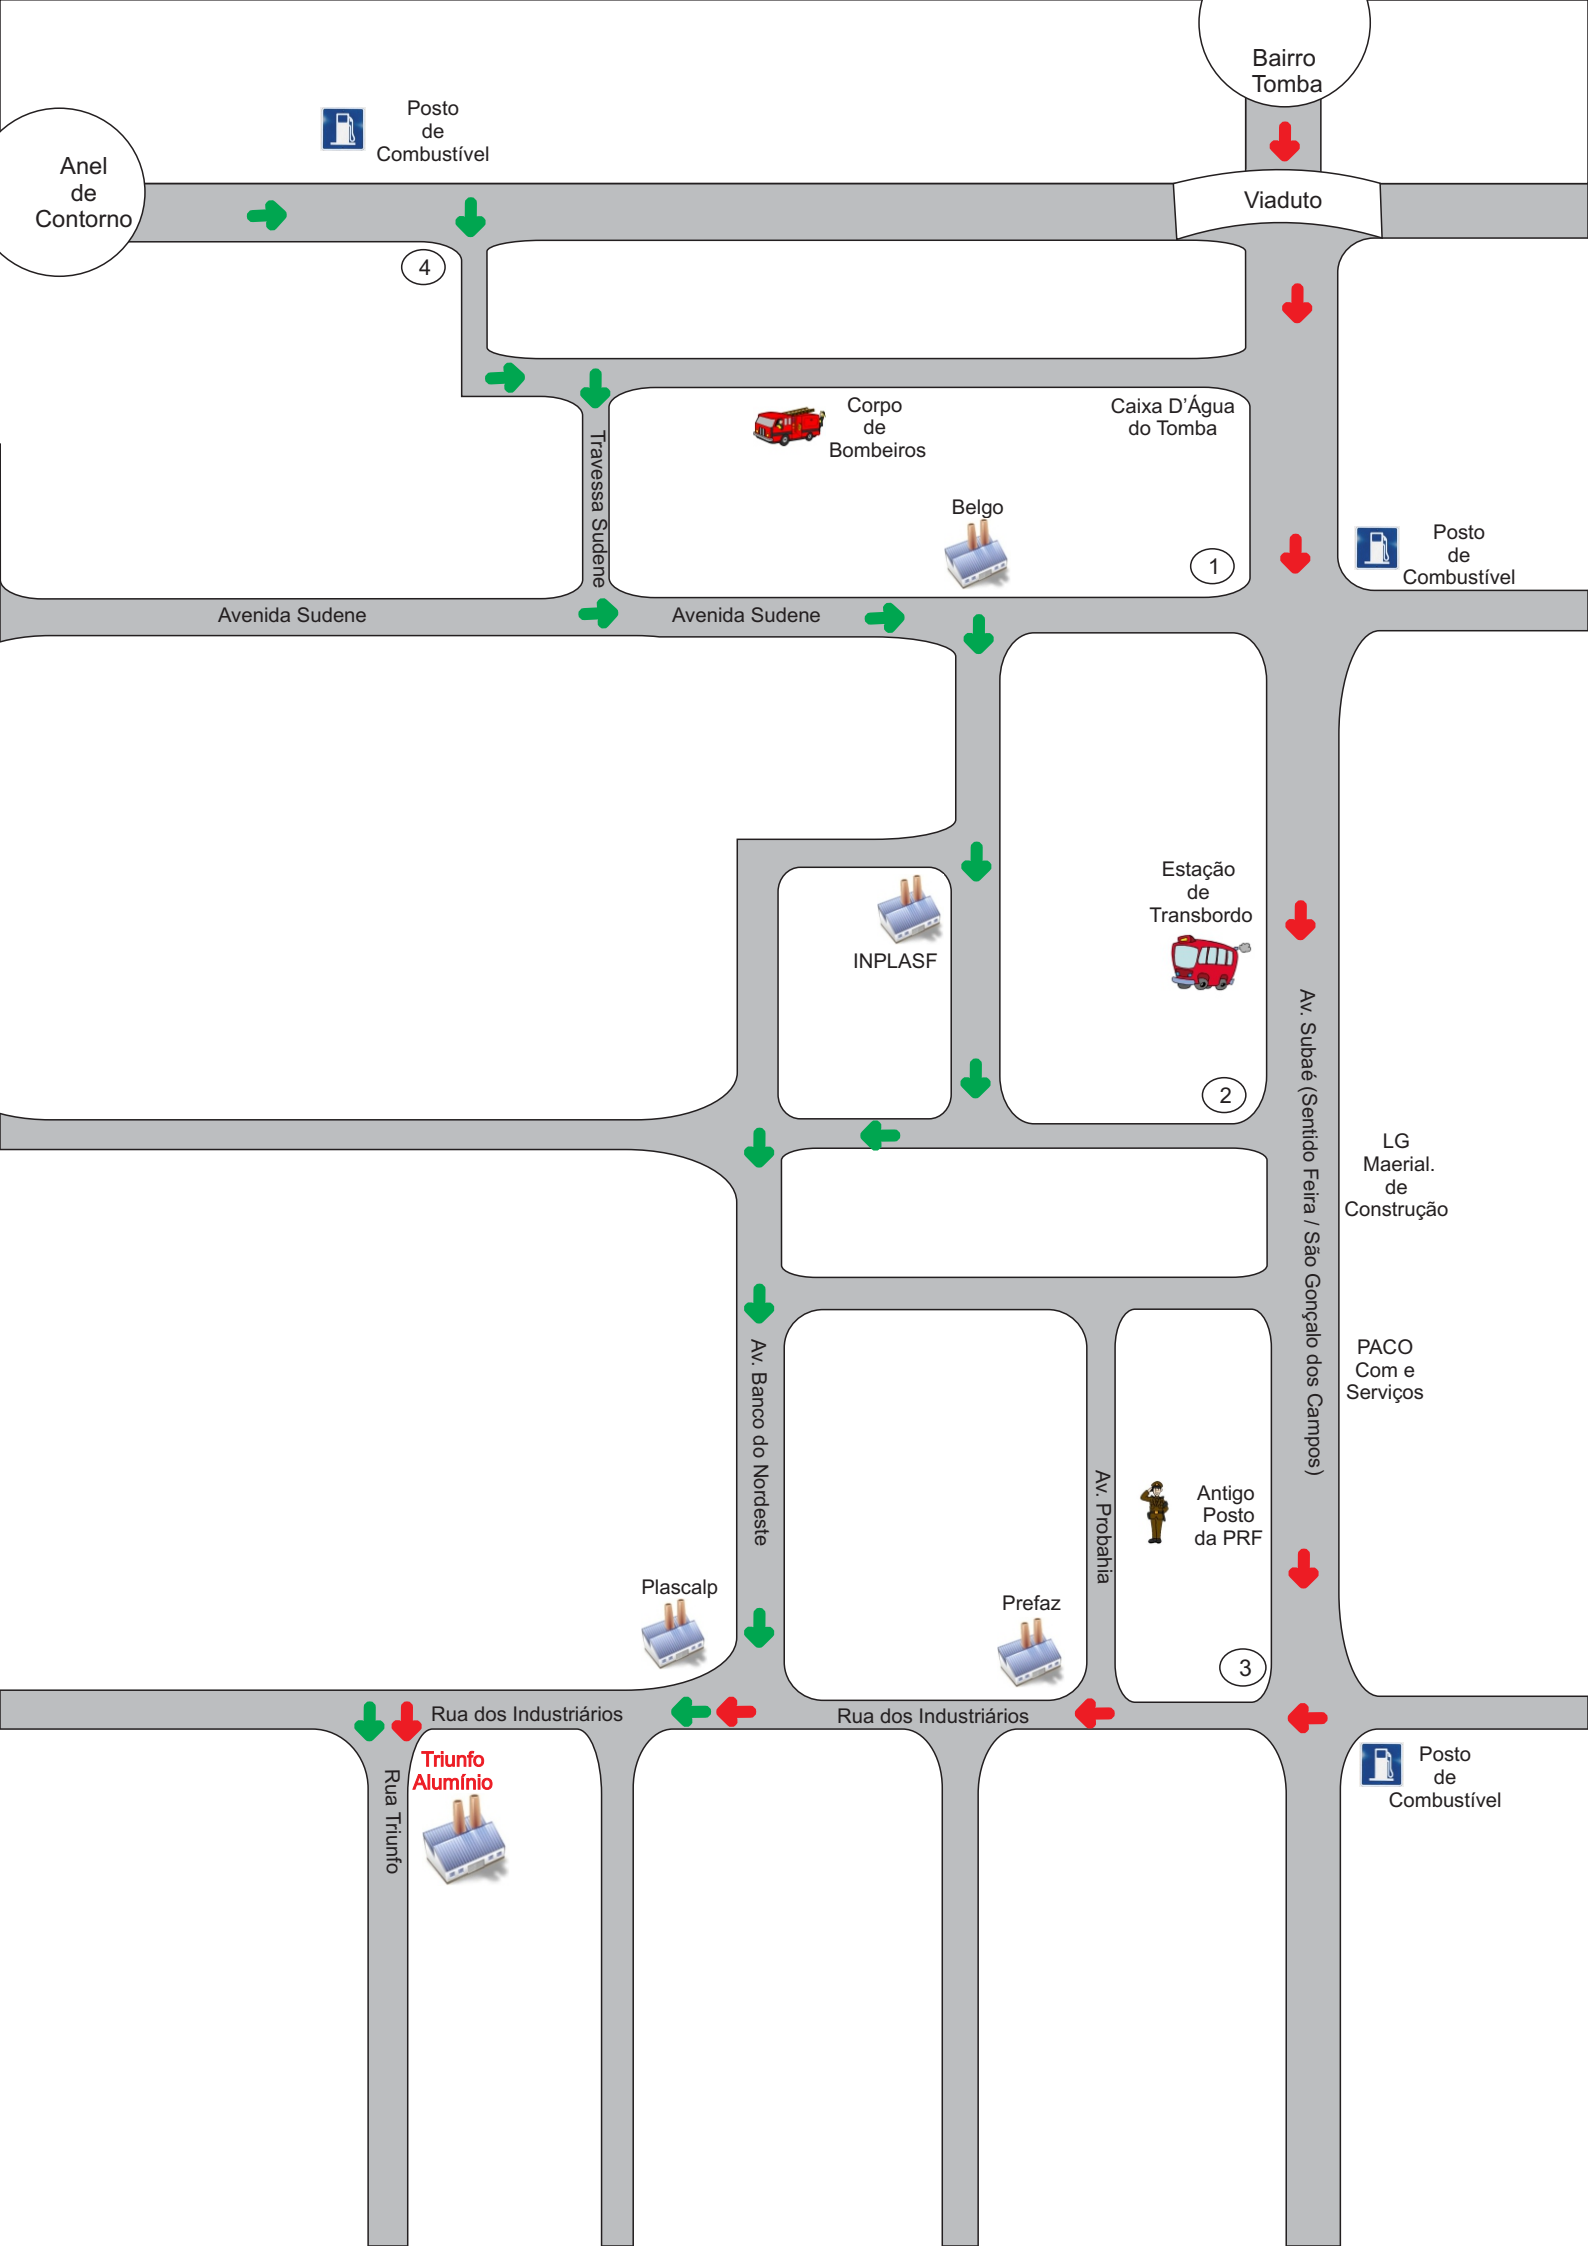 Bairro
Tomba
Posto
de
Combustível
Anel
de
Contorno
Viaduto
4
Corpo
de
Bombeiros
Caixa D'Água
do Tomba
Travessa Sudene
Belgo
1
Posto
de
Combustível
Avenida Sudene
Avenida Sudene
Estação
de
Transbordo
INPLASF
Av. Subaé (Sentido Feira / São Gonçalo dos Campos)
2
LG
Maerial.
de
Construção
PACO
Com e
Serviços
Av. Banco do Nordeste
Av. Probahia
Antigo
Posto
da PRF
Plascalp
Prefaz
3
Rua dos Industriários
Rua dos Industriários
Triunfo
Alumínio
Rua Triunfo
Posto
de
Combustível